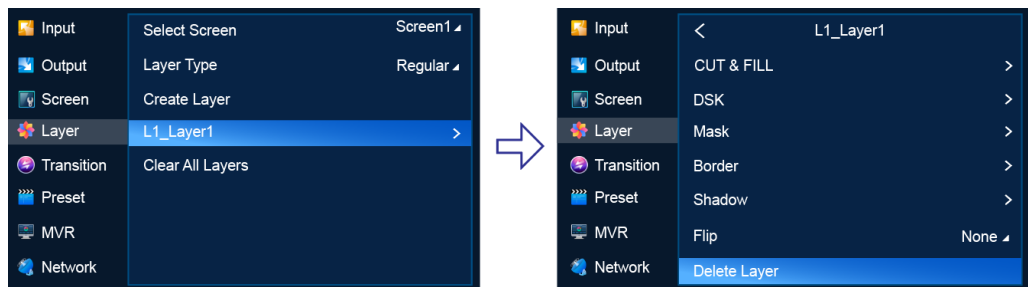 Input
Output
Screen
Layer
Transition
Preset
MVR
Network
Select Screen Screen1
Layer Type Regular
Create Layer
L1_Layer1 >
Clear All Layers
Input
Output
Screen
Layer
Transition
Preset
MVR
Network
< L1_Layer1
CUT & FILL >
DSK >
Mask >
Border >
Shadow >
Flip None
Delete Layer